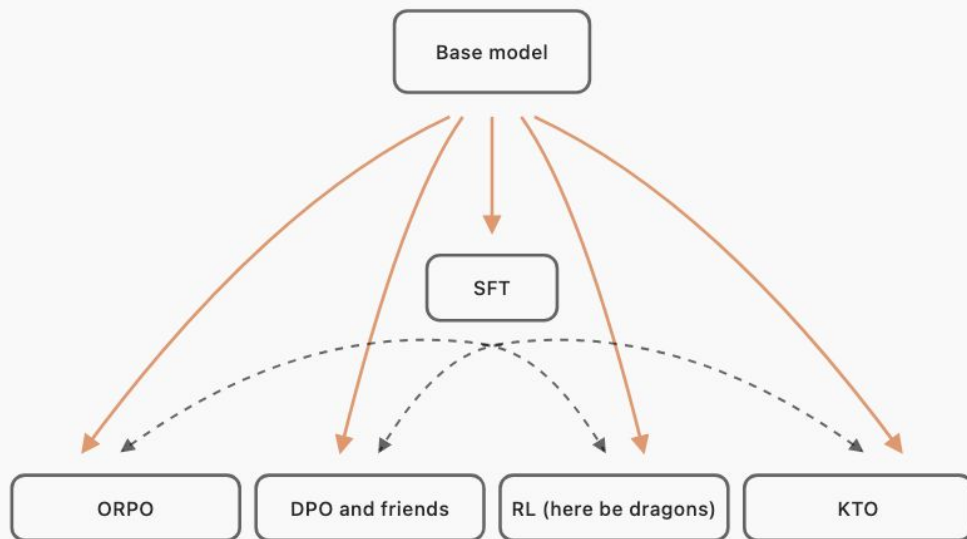 Base model
SFT
ORPO
DPO and friends
RL (here be dragons)
KTO